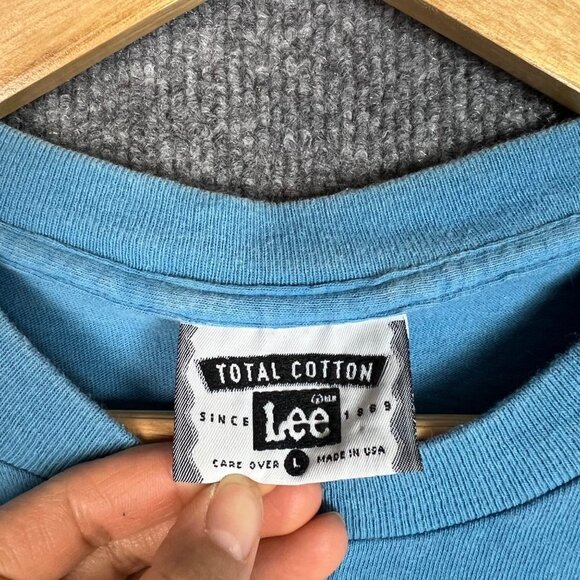 TOTAL COTTON
SINCE Lee 1889
CARE OVER L MADE IN USA